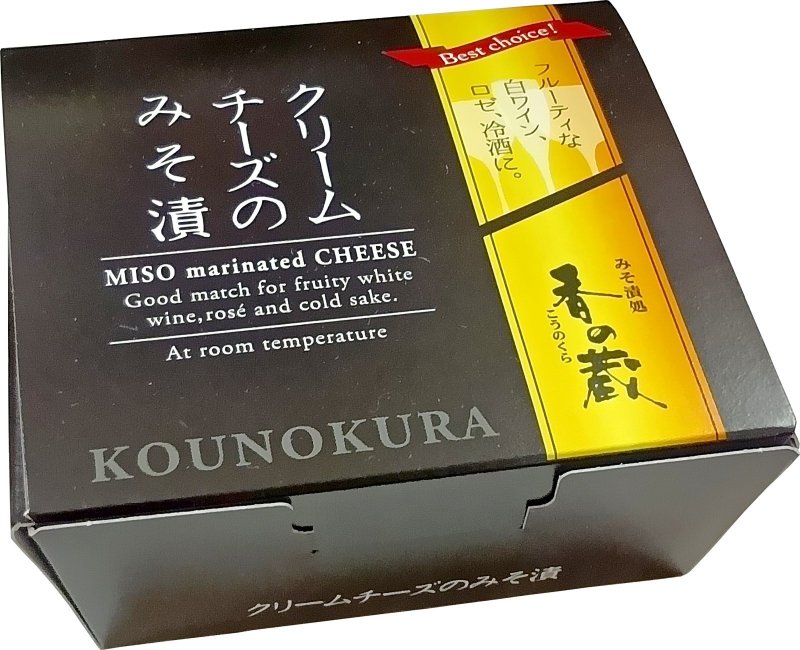 クリーム
チーズの
みそ漬
MISO marinated CHEESE
Good match for fruity white
wine, rosé and cold sake.
At room temperature
KOUNOKURA
Best choice!
フルーティな
白ワイン、
ロゼ、冷酒に。
みそ漬処
香の蔵
こうのくら
クリームチーズのみそ漬